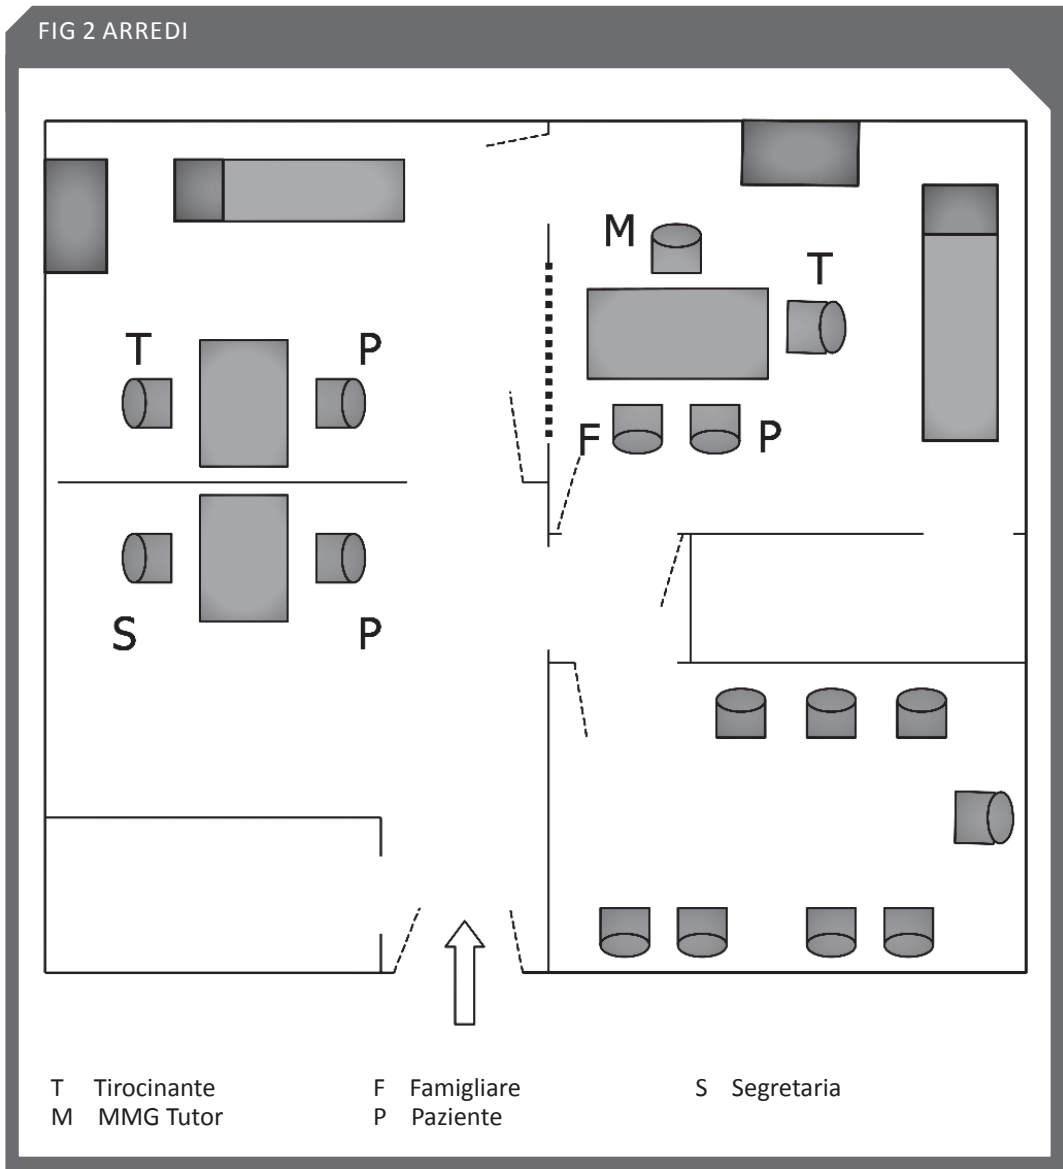 FIG 2 ARREDI
M
T
T P
F P
S P
T Tirocinante F Famigliare S Segretaria
M MMG Tutor P Paziente